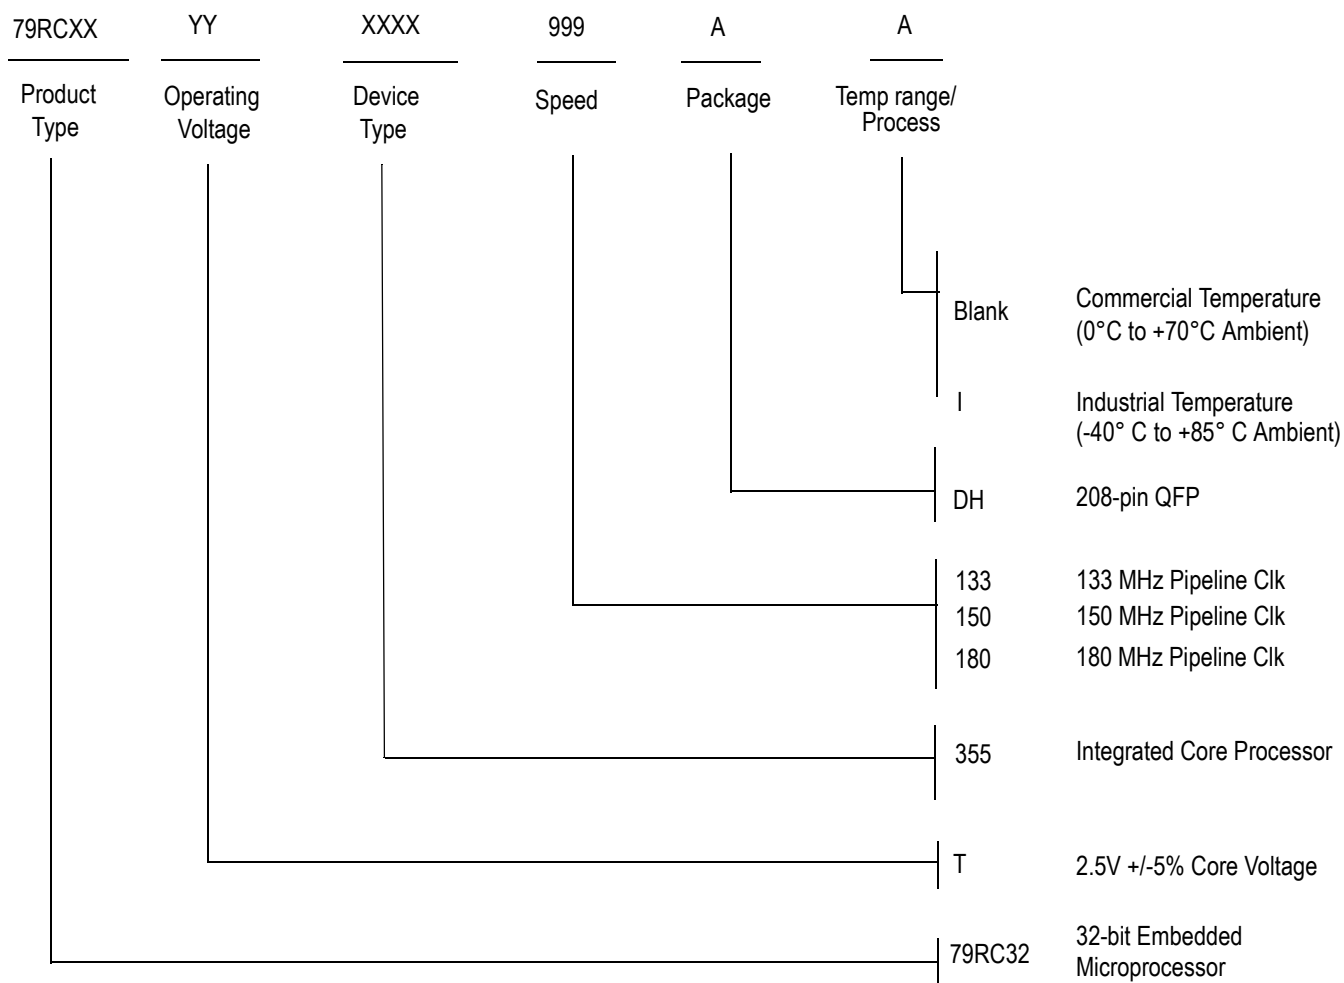 79RCXX YY XXXX 999 A A
Product Type
Operating Voltage
Device Type
Speed
Package
Temp range/ Process
Blank Commercial Temperature
(0°C to +70°C Ambient)
I Industrial Temperature
(-40° C to +85° C Ambient)
DH 208-pin QFP
133 133 MHz Pipeline Clk
150 150 MHz Pipeline Clk
180 180 MHz Pipeline Clk
355 Integrated Core Processor
T 2.5V +/-5% Core Voltage
79RC32 32-bit Embedded
Microprocessor